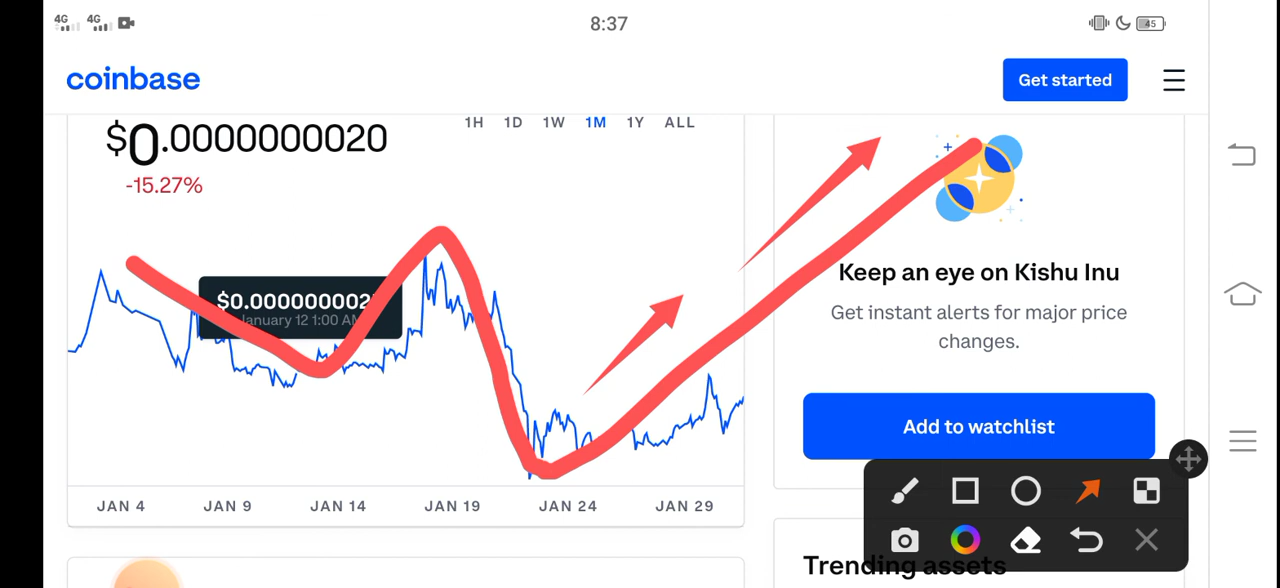 4G 4G 8:37 45
coinbase Get started
$0.0000000020 1H 1D 1W 1M 1Y ALL
-15.27%
$0.000000002
January 12 1:00 AM
JAN 4 JAN 9 JAN 14 JAN 19 JAN 24 JAN 29
Keep an eye on Kishu Inu
Get instant alerts for major price
changes.
Add to watchlist
Trending assets